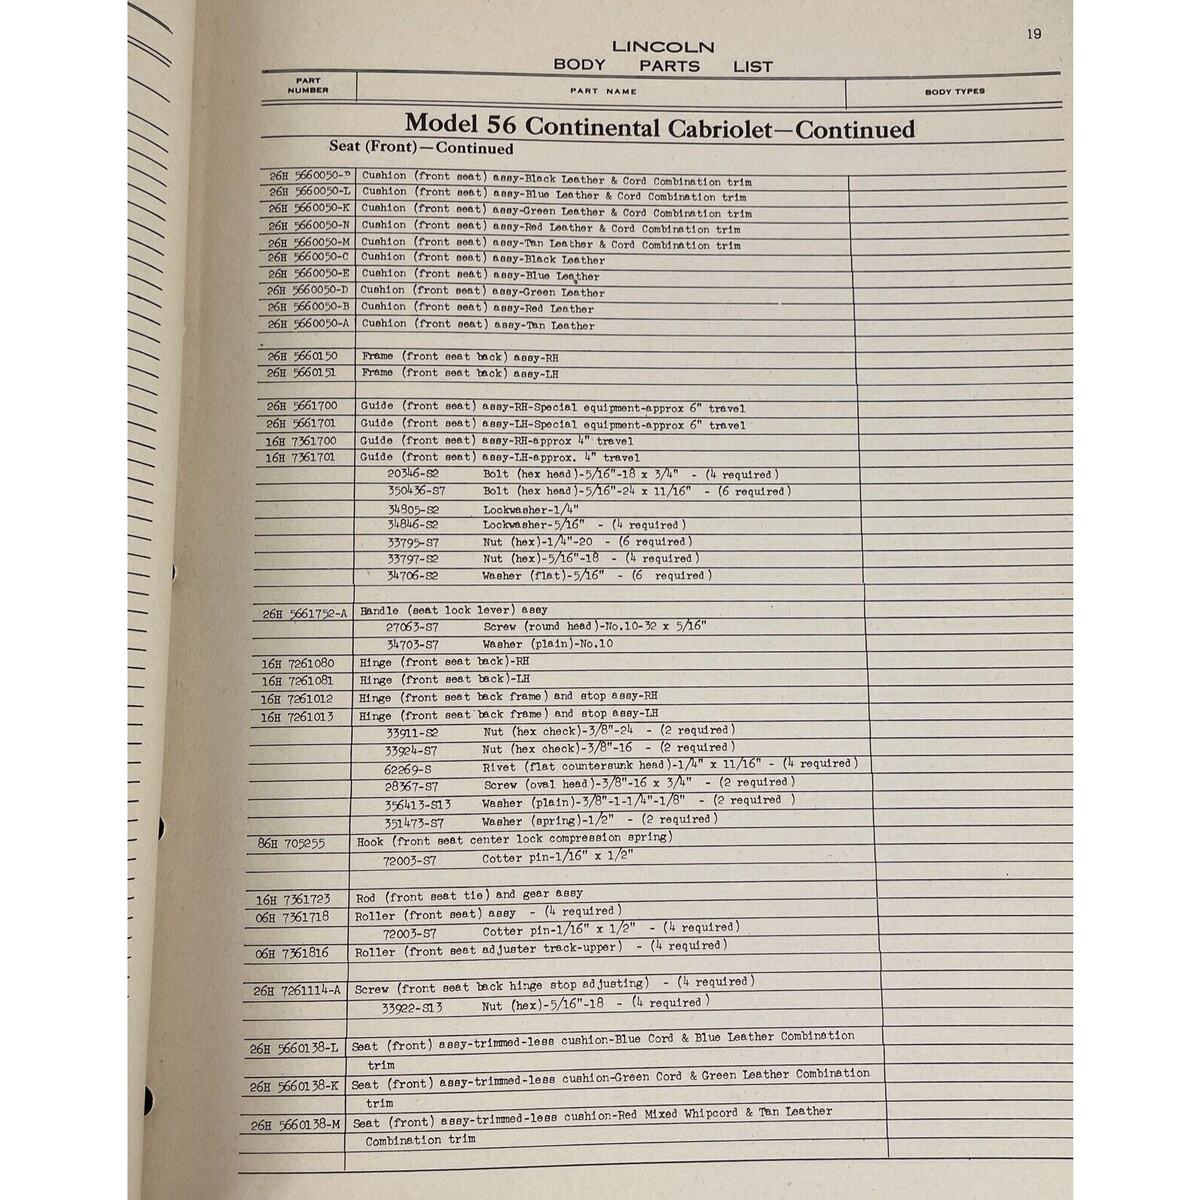 19
LINCOLN
BODY PARTS LIST
PART NUMBER PART NAME BODY TYPES
Model 56 Continental Cabriolet—Continued
Seat (Front)—Continued
26H 5660050-P Cushion (front seat) assy-Black Leather & Cord Combination trim
26H 5660050-L Cushion (front seat) assy-Blue Leather & Cord Combination trim
26H 5660050-K Cushion (front seat) assy-Green Leather & Cord Combination trim
26H 5660050-N Cushion (front seat) assy-Red Leather & Cord Combination trim
26H 5660050-M Cushion (front seat) assy-Tan Leather & Cord Combination trim
26H 5660050-C Cushion (front seat) assy-Black Leather
26H 5660050-E Cushion (front seat) assy-Blue Leather
26H 5660050-D Cushion (front seat) assy-Green Leather
26H 5660050-B Cushion (front seat) assy-Red Leather
26H 5660050-A Cushion (front seat) assy-Tan Leather
26H 5660150 Frame (front seat back) assy-RH
26H 5660151 Frame (front seat back) assy-LH
26H 5661700 Guide (front seat) assy-RH-Special equipment-approx 6" travel
26H 5661701 Guide (front seat) assy-LH-Special equipment-approx 6" travel
16H 7361700 Guide (front seat) assy-RH-approx 4" travel
16H 7361701 Guide (front seat) assy-LH-approx. 4" travel
20346-S2 Bolt (hex head)-5/16"-18 x 3/4" - (4 required)
350436-S7 Bolt (hex head)-5/16"-24 x 11/16" - (6 required)
34805-S2 Lockwasher-1/4"
34846-S2 Lockwasher-5/16" - (4 required)
33795-S7 Nut (hex)-1/4"-20 - (6 required)
33797-S2 Nut (hex)-5/16"-18 - (4 required)
34706-S2 Washer (flat)-5/16" - (6 required)
26H 5661752-A Handle (seat lock lever) assy
27063-S7 Screw (round head)-No.10-32 x 5/16"
34703-S7 Washer (plain)-No.10
16H 7261080 Hinge (front seat back)-RH
16H 7261081 Hinge (front seat back)-LH
16H 7261012 Hinge (front seat back frame) and stop assy-RH
16H 7261013 Hinge (front seat back frame) and stop assy-LH
33911-S2 Nut (hex check)-3/8"-24 - (2 required)
33924-S7 Nut (hex check)-3/8"-16 - (2 required)
62269-S Rivet (flat countersunk head)-1/4" x 11/16" - (4 required)
28367-S7 Screw (oval head)-3/8"-16 x 3/4" - (2 required)
356413-S13 Washer (plain)-3/8"-1-1/4"-1/8" - (2 required )
351473-S7 Washer (spring)-1/2" - (2 required)
86H 705255 Hook (front seat center lock compression spring)
72003-S7 Cotter pin-1/16" x 1/2"
16H 7361723 Rod (front seat tie) and gear assy
06H 7361718 Roller (front seat) assy - (4 required)
72003-S7 Cotter pin-1/16" x 1/2" - (4 required)
06H 7361816 Roller (front seat adjuster track-upper) - (4 required)
26H 7261114-A Screw (front seat back hinge stop adjusting) - (4 required)
33922-S13 Nut (hex)-5/16"-18 - (4 required)
26H 5660138-L Seat (front) assy-trimmed-less cushion-Blue Cord & Blue Leather Combination
trim
26H 5660138-K Seat (front) assy-trimmed-less cushion-Green Cord & Green Leather Combination
trim
26H 5660138-M Seat (front) assy-trimmed-less cushion-Red Mixed Whipcord & Tan Leather
Combination trim